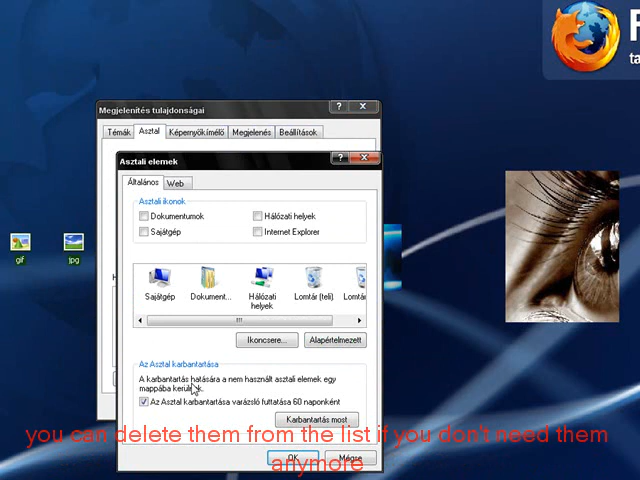 F
ta
Megjelenítés tulajdonságai
Témák Asztal Képernyőkímélő Megjelenés Beállítások
Asztali elemek
Általános Web
Asztali ikonok
Dokumentumok Hálózati helyek
Sajátgép Internet Explorer
gif jpg
Sajátgép Dokument... Hálózati helyek Lomtár (teli) Lomtár
Ikoncsere... Alapértelmezett
Az Asztal karbantartása
A karbantartás hatására a nem használt asztali elemek egy
mappába kerülnek.
Az Asztal karbantartása varázsló futtatása 60 naponként
Karbantartás most
you can delete them from the list if you don't need them
anymore
OK Mégse